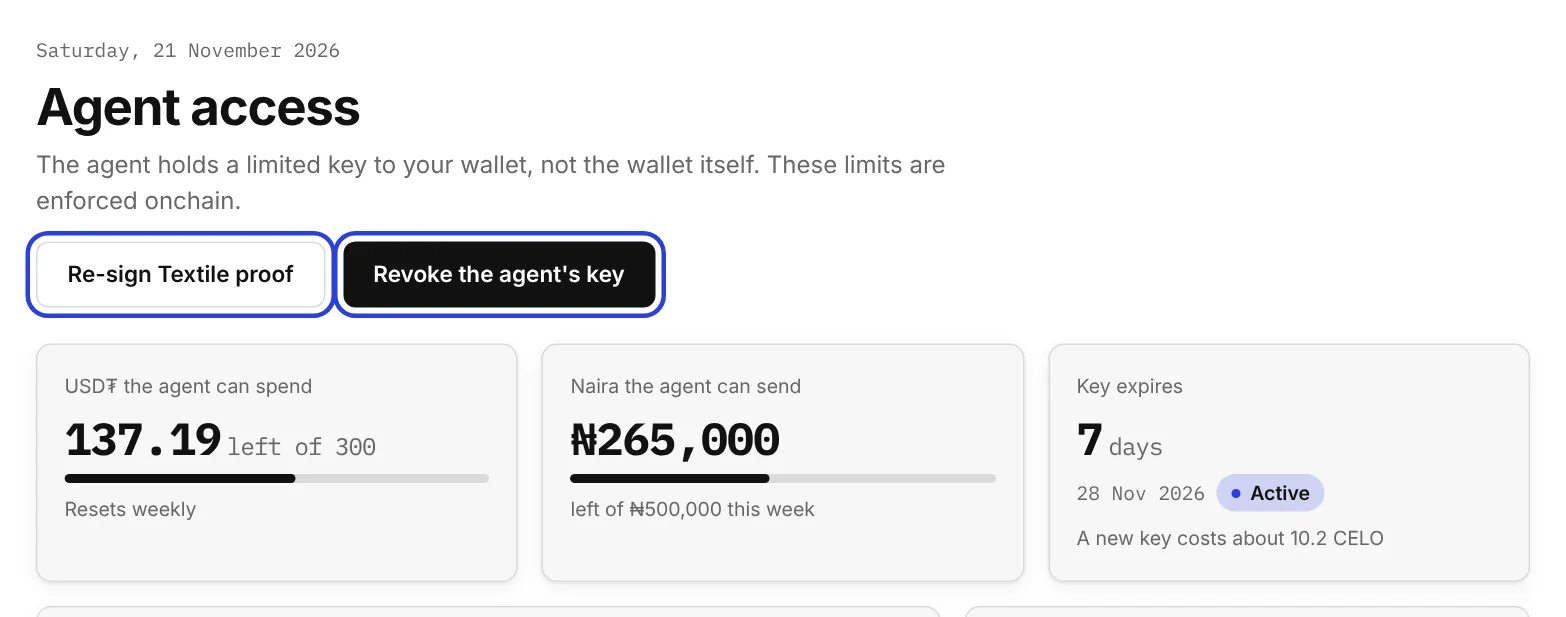 Saturday, 21 November 2026
Agent access
The agent holds a limited key to your wallet, not the wallet itself. These limits are
enforced onchain.
Re-sign Textile proof
Revoke the agent's key
USD₮ the agent can spend
137.19 left of 300
Resets weekly
Naira the agent can send
₦265,000
left of ₦500,000 this week
Key expires
7 days
28 Nov 2026 Active
A new key costs about 10.2 CELO